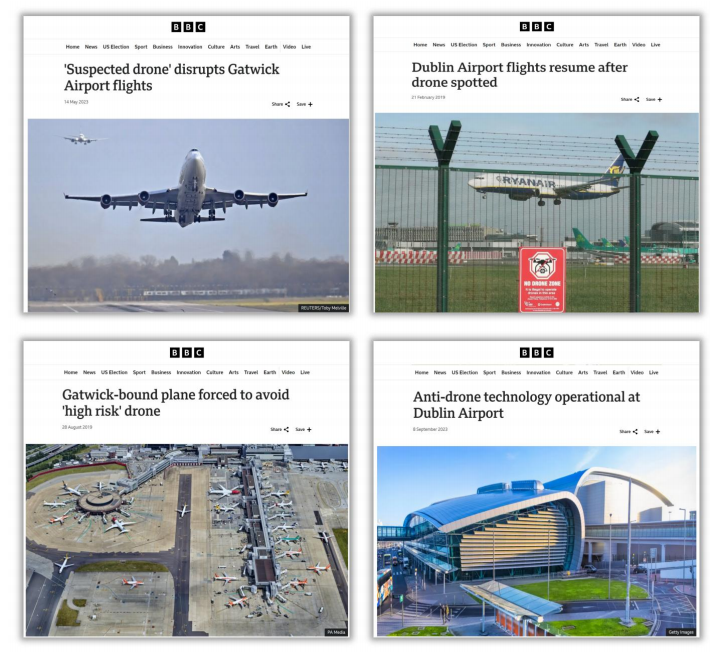 BBC
Home News US Election Sport Business Innovation Culture Arts Travel Earth Video Live
'Suspected drone' disrupts Gatwick
Airport flights
14 May 2023
Share Save +
REUTERS/Toby Melville
BBC
Home News US Election Sport Business Innovation Culture Arts Travel Earth Video Live
Dublin Airport flights resume after
drone spotted
21 February 2019
Share Save +
RYANAIR
NO DRONE ZONE
BBC
Home News US Election Sport Business Innovation Culture Arts Travel Earth Video Live
Gatwick-bound plane forced to avoid
'high risk' drone
28 August 2019
Share Save +
PA Media
BBC
Home News US Election Sport Business Innovation Culture Arts Travel Earth Video Live
Anti-drone technology operational at
Dublin Airport
8 September 2023
Share Save +
Getty Images